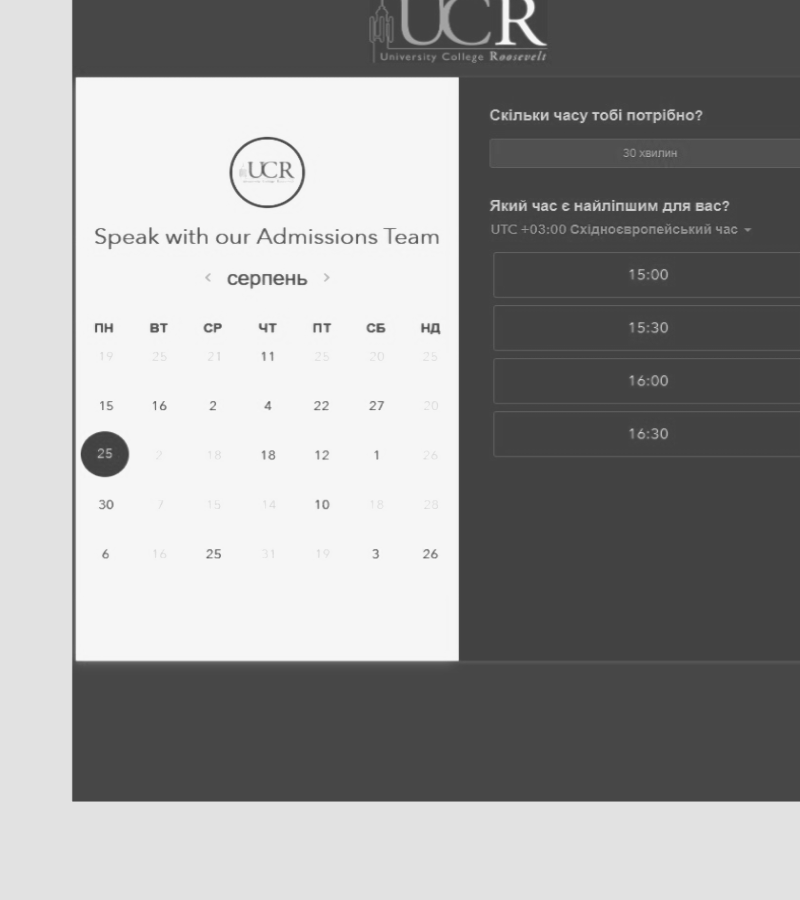 UCR
University College Roosevelt
UCR
Speak with our Admissions Team
серпень
ПН ВТ СР ЧТ ПТ СБ НД
19 25 21 11 25 20 25
15 16 2 4 22 27 20
25 2 18 18 12 1 26
30 7 15 14 10 18 28
6 16 25 31 19 3 26
Скільки часу тобі потрібно?
30 хвилин
Який час є найліпшим для вас?
UTC +03:00 Східноєвропейський час
15:00
15:30
16:00
16:30